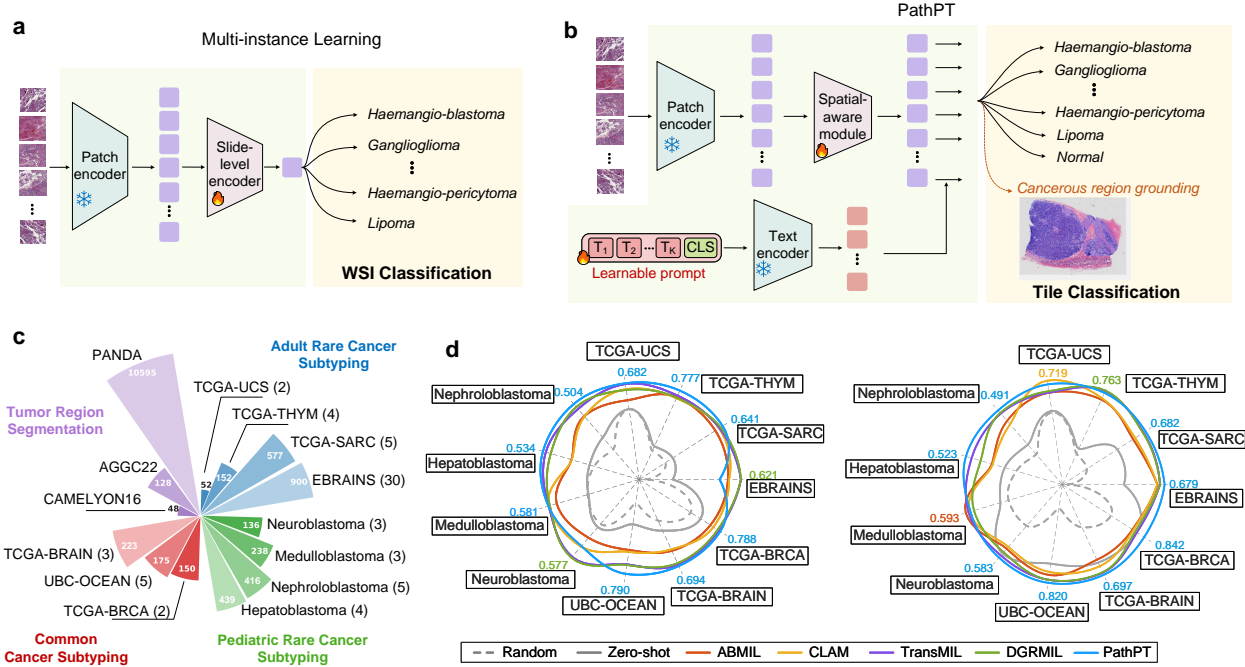 a
Multi-instance Learning
Patch
encoder
Slide-
level
encoder
Haemangio-blastoma
Ganglioglioma
Haemangio-pericytoma
Lipoma
WSI Classification
b
PathPT
Patch
encoder
Spatial-
aware
module
Haemangio-blastoma
Ganglioglioma
Haemangio-pericytoma
Lipoma
Normal
Cancerous region grounding
T1 T2 TK CLS
Learnable prompt
Text
encoder
Tile Classification
c
PANDA
10595
Adult Rare Cancer
Subtyping
TCGA-UCS (2)
TCGA-THYM (4)
TCGA-SARC (5)
EBRAINS (30)
52
152
577
900
Tumor Region
Segmentation
AGGC22
128
CAMELYON16
48
Neuroblastoma (3)
136
Medulloblastoma (3)
238
Nephroloblastoma (5)
416
Hepatoblastoma (4)
439
TCGA-BRAIN (3)
223
UBC-OCEAN (5)
175
TCGA-BRCA (2)
150
Common
Cancer Subtyping
Pediatric Rare Cancer
Subtyping
d
TCGA-UCS
0.682
TCGA-THYM
0.777
TCGA-SARC
0.641
EBRAINS
0.621
TCGA-BRCA
0.788
TCGA-BRAIN
0.694
UBC-OCEAN
0.790
Neuroblastoma
0.577
Medulloblastoma
0.581
Hepatoblastoma
0.534
Nephroloblastoma
0.504
TCGA-UCS
0.719
TCGA-THYM
0.763
TCGA-SARC
0.682
EBRAINS
0.679
TCGA-BRCA
0.842
TCGA-BRAIN
0.697
UBC-OCEAN
0.820
Neuroblastoma
0.583
Medulloblastoma
0.593
Hepatoblastoma
0.523
Nephroloblastoma
0.491
Random Zero-shot ABMIL CLAM TransMIL DGRMIL PathPT